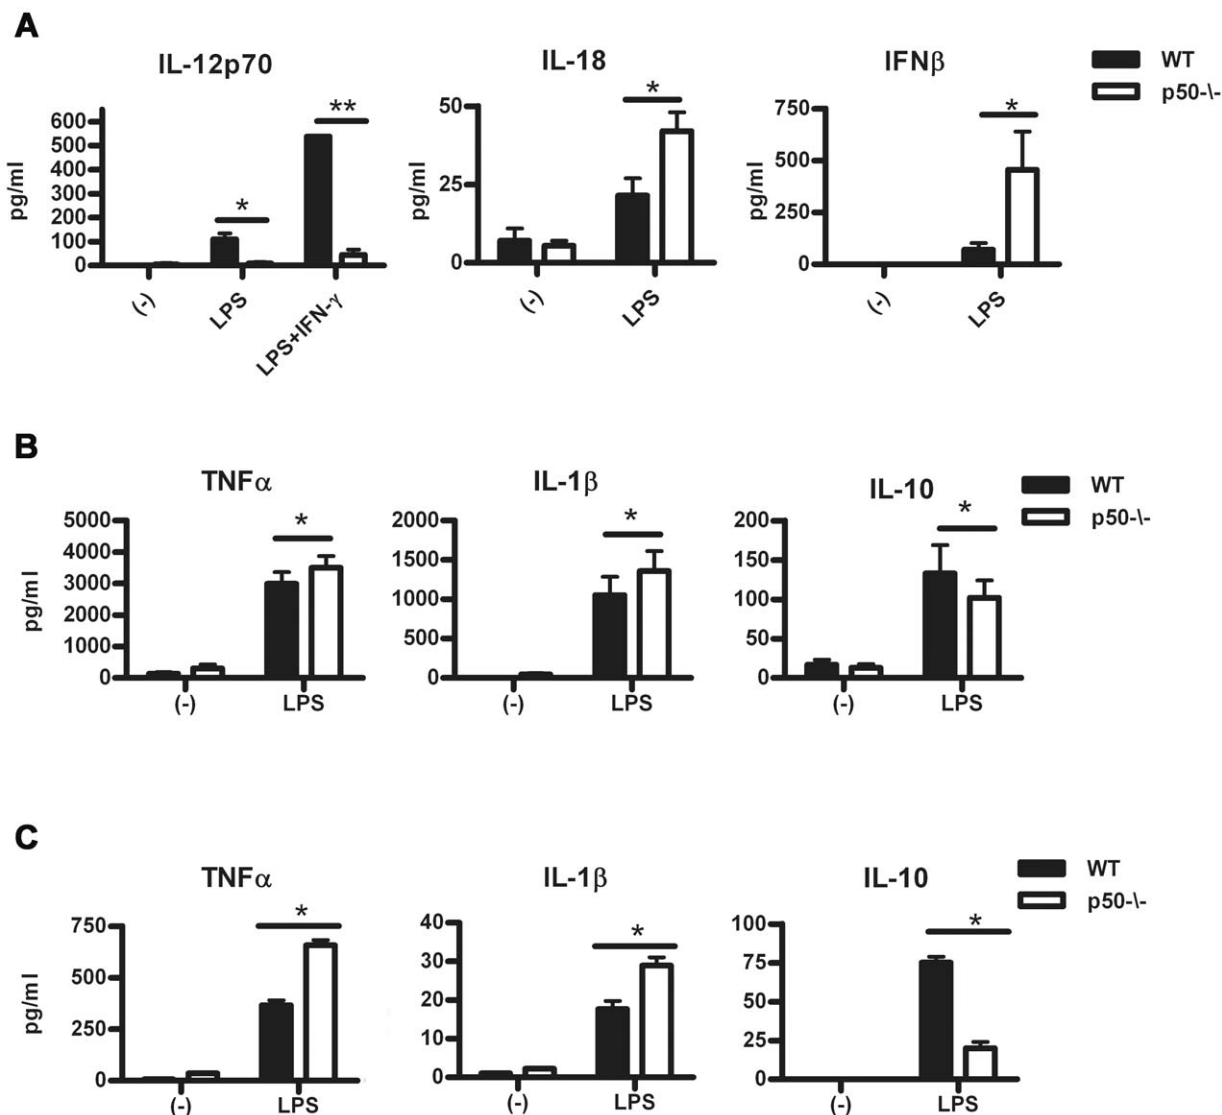 A
IL-12p70
IL-18
IFNβ
WT
p50-\-
pg/ml
600
500
400
300
200
100
0
*
**
(-)
LPS
LPS+IFN-γ
pg/ml
50
25
0
*
(-)
LPS
pg/ml
750
500
250
0
*
(-)
LPS
B
TNFα
IL-1β
IL-10
WT
p50-\-
pg/ml
5000
4000
3000
2000
1000
0
*
(-)
LPS
2000
1500
1000
500
0
*
(-)
LPS
200
150
100
50
0
*
(-)
LPS
C
TNFα
IL-1β
IL-10
WT
p50-\-
pg/ml
750
500
250
0
*
(-)
LPS
40
30
20
10
0
*
(-)
LPS
100
75
50
25
0
*
(-)
LPS